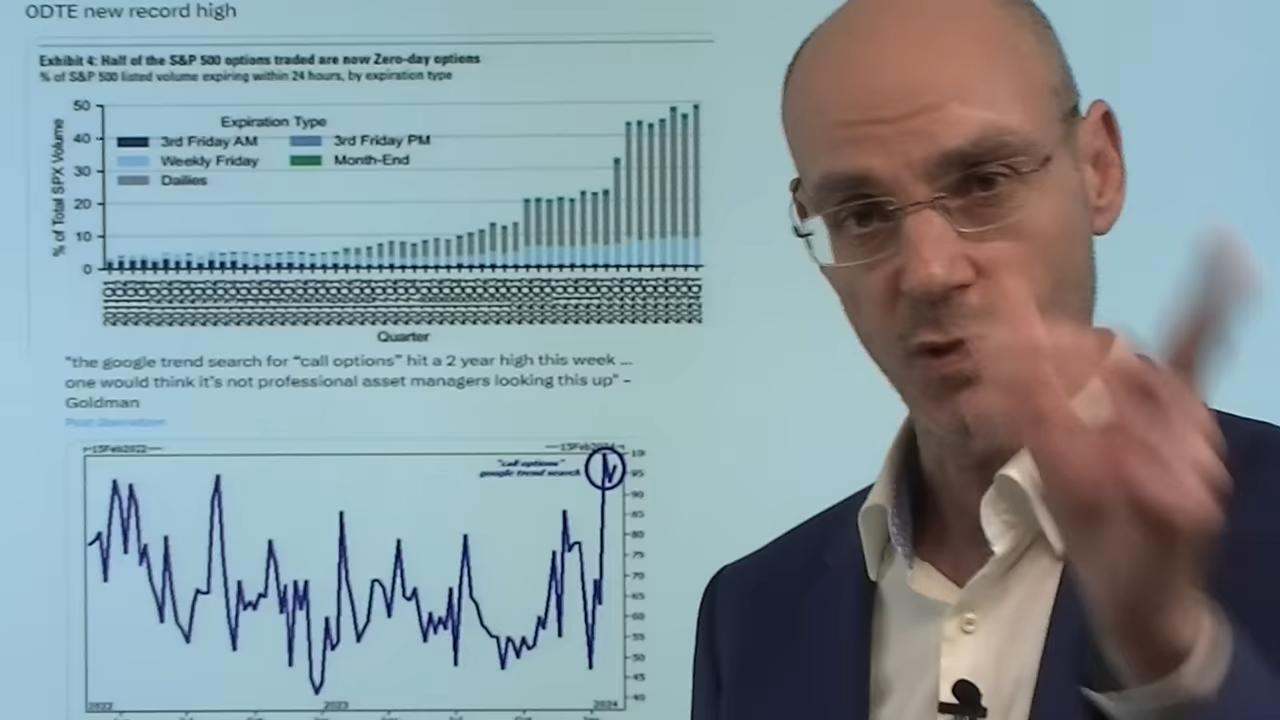 0DTE new record high
Exhibit 4: Half of the S&P 500 options traded are now Zero-day options
% of S&P 500 listed volume expiring within 24 hours, by expiration type
% of Total SPX Volume
50
40
30
20
10
0
Expiration Type
3rd Friday AM
3rd Friday PM
Weekly Friday
Month-End
Dailies
Quarter
"the google trend search for "call options" hit a 2 year high this week ...
one would think it's not professional asset managers looking this up" -
Goldman
Post übersetzen
15Feb2022
15Feb2024
"call options"
google trend search
95
90
85
80
75
70
65
60
55
50
45
40
2022
2023
2024